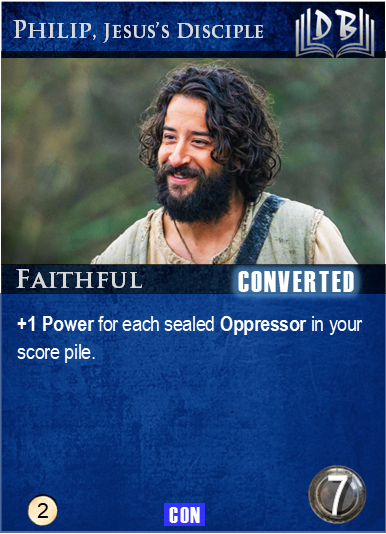 PHILIP, JESUS'S DISCIPLE
DB
FAITHFUL
CONVERTED
+1 Power for each sealed Oppressor in your
score pile.
2
CON
7